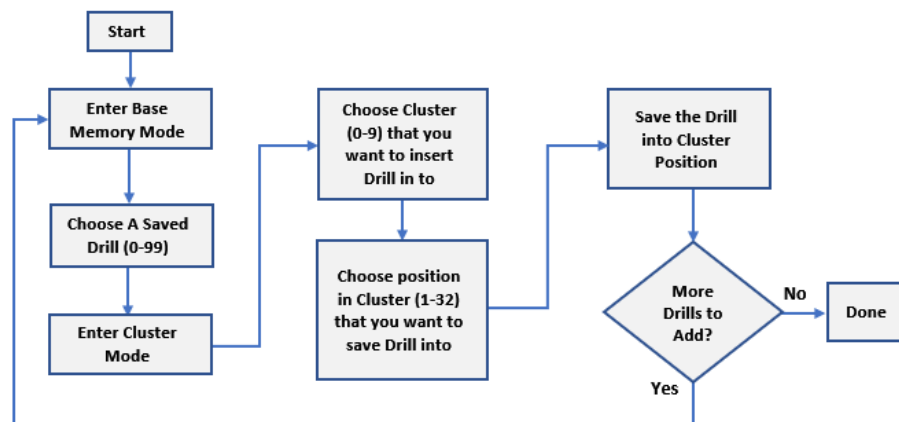 Start
Enter Base
Memory Mode
Choose A Saved
Drill (0-99)
Enter Cluster
Mode
Choose Cluster
(0-9) that you
want to insert
Drill in to
Choose position
in Cluster (1-32)
that you want to
save Drill into
Save the Drill
into Cluster
Position
More
Drills to
Add?
No
Done
Yes